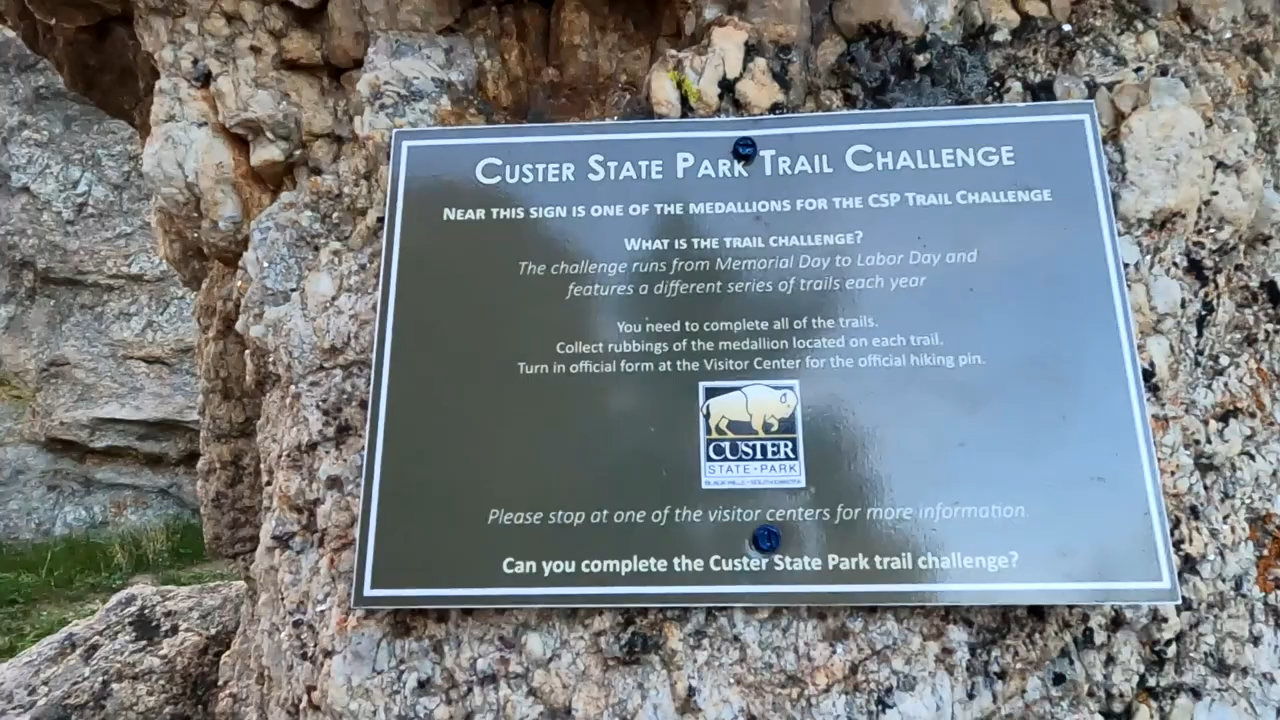 CUSTER STATE PARK TRAIL CHALLENGE
NEAR THIS SIGN IS ONE OF THE MEDALLIONS FOR THE CSP TRAIL CHALLENGE
WHAT IS THE TRAIL CHALLENGE?
The challenge runs from Memorial Day to Labor Day and
features a different series of trails each year
You need to complete all of the trails.
Collect rubbings of the medallion located on each trail.
Turn in official form at the Visitor Center for the official hiking pin.
CUSTER
STATE • PARK
BLACK HILLS • SOUTH DAKOTA
Please stop at one of the visitor centers for more information.
Can you complete the Custer State Park trail challenge?